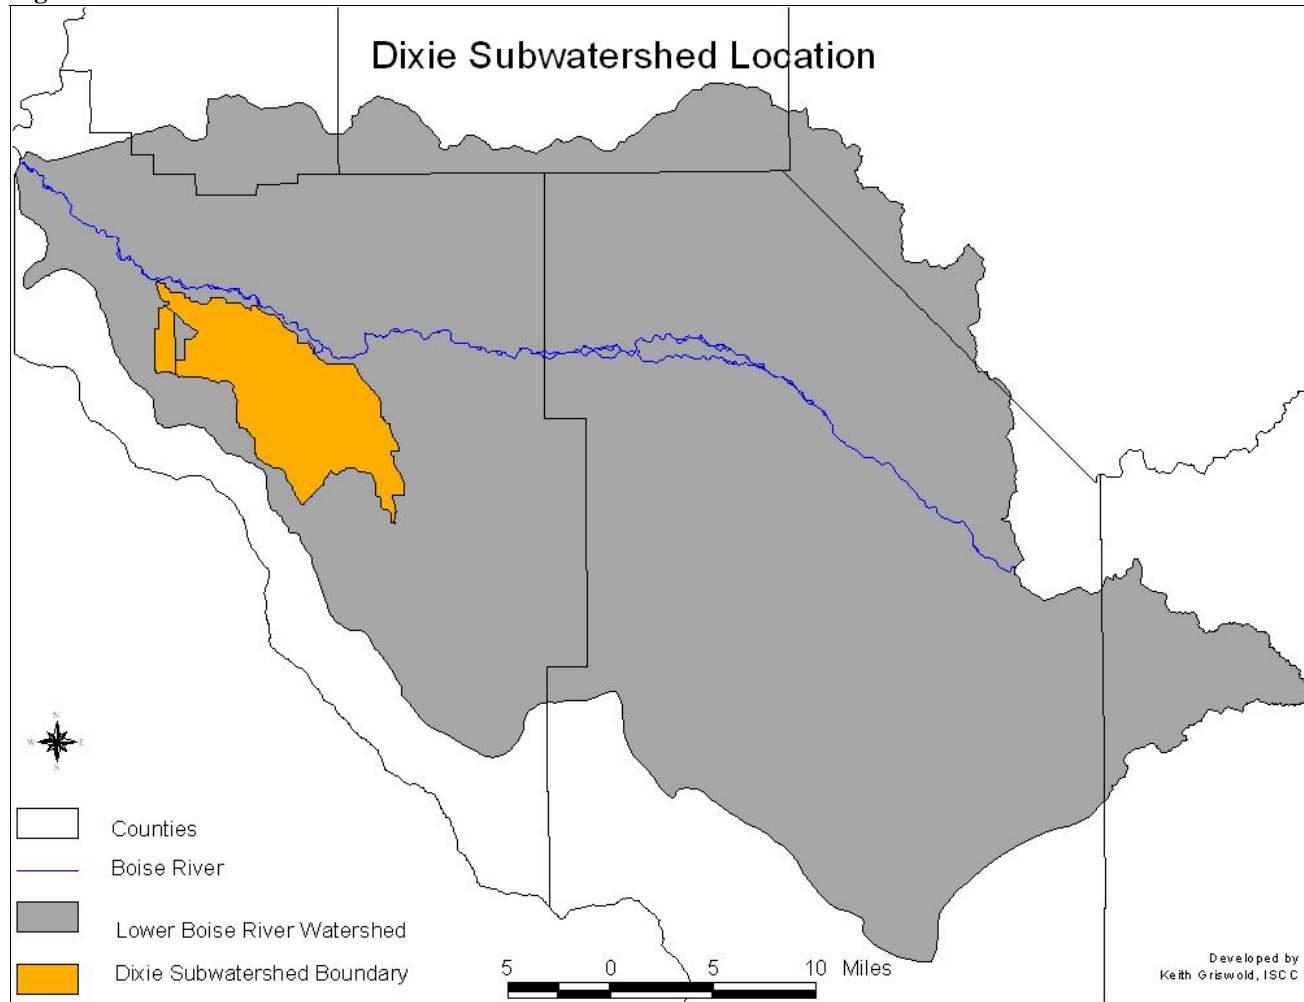 Dixie Subwatershed Location
N
W E
S
Counties
Boise River
Lower Boise River Watershed
Dixie Subwatershed Boundary
5 0 5 10 Miles
Developed by
Keith Griswold, ISCC